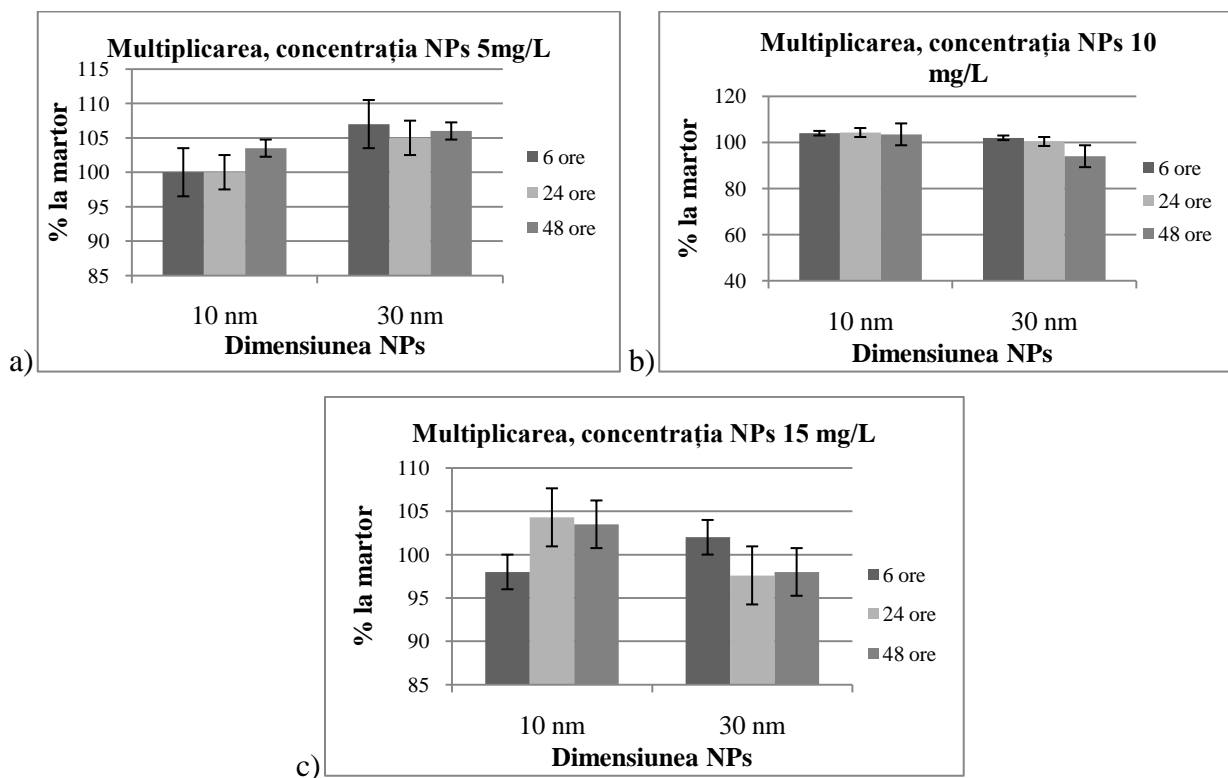 Multiplicarea, concentrația NPs 5mg/L
115
110
105
100
95
90
85
% la martor
6 ore
24 ore
48 ore
10 nm
30 nm
Dimensiunea NPs
a)
Multiplicarea, concentrația NPs 10
mg/L
120
100
80
60
40
% la martor
6 ore
24 ore
48 ore
10 nm
30 nm
Dimensiunea NPs
b)
Multiplicarea, concentrația NPs 15 mg/L
110
105
100
95
90
85
% la martor
6 ore
24 ore
48 ore
10 nm
30 nm
Dimensiunea NPs
c)